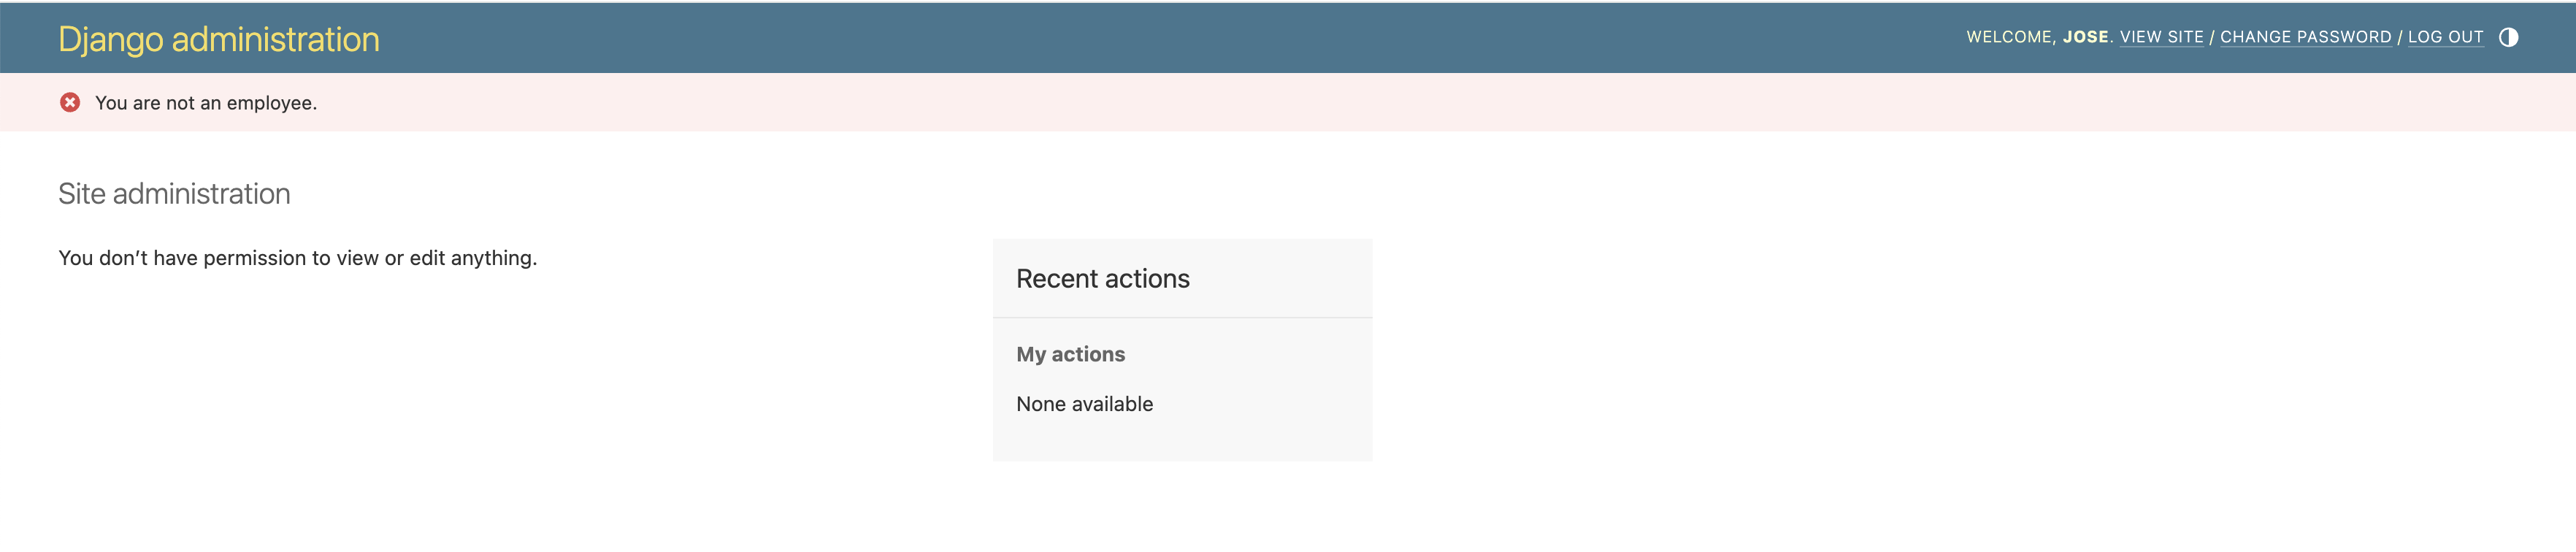 Django administration
WELCOME, JOSE. VIEW SITE / CHANGE PASSWORD / LOG OUT
You are not an employee.
Site administration
You don’t have permission to view or edit anything.
Recent actions
My actions
None available